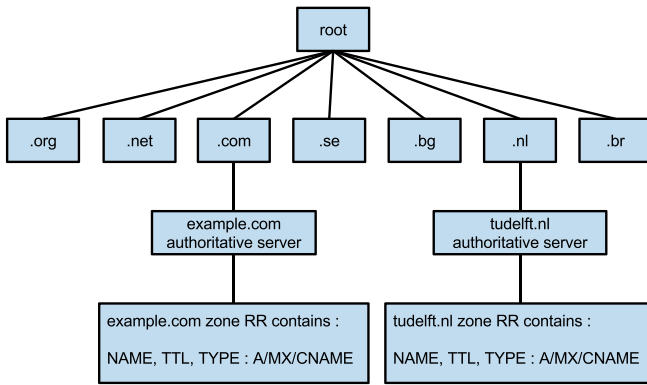 root
.org
.net
.com
.se
.bg
.nl
.br
example.com
authoritative server
tudelft.nl
authoritative server
example.com zone RR contains :
NAME, TTL, TYPE : A/MX/CNAME
tudelft.nl zone RR contains :
NAME, TTL, TYPE : A/MX/CNAME